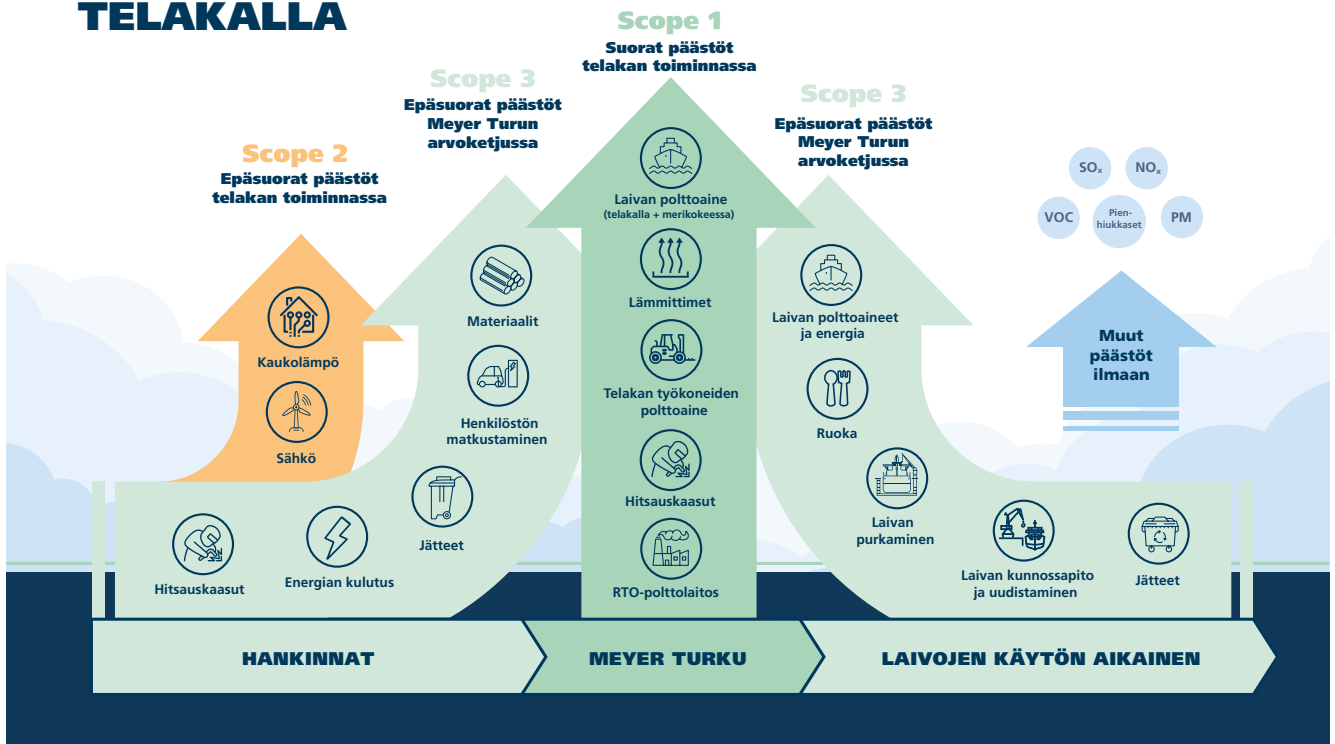 TELAKALLA
Scope 1
Suorat päästöt
telakan toiminnassa
Scope 3
Epäsuorat päästöt
Meyer Turun
arvoketjussa
Scope 3
Epäsuorat päästöt
Meyer Turun
arvoketjussa
Scope 2
Epäsuorat päästöt
telakan toiminnassa
Kaukolämpö
Sähkö
Materiaalit
Henkilöstön
matkustaminen
Jätteet
Energian kulutus
Hitsauskaasut
Laivan polttoaine
(telakalla + merikokeessa)
Lämmittimet
Telakan työkoneiden
polttoaine
Hitsauskaasut
RTO-polttolaitos
Laivan polttoaineet
ja energia
Ruoka
Laivan
purkaminen
Laivan kunnossapito
ja uudistaminen
Jätteet
SOₓ
NOₓ
VOC
Pien-
hiukkaset
PM
Muut
päästöt
ilmaan
HANKINNAT
MEYER TURKU
LAIVOJEN KÄYTÖN AIKAINEN